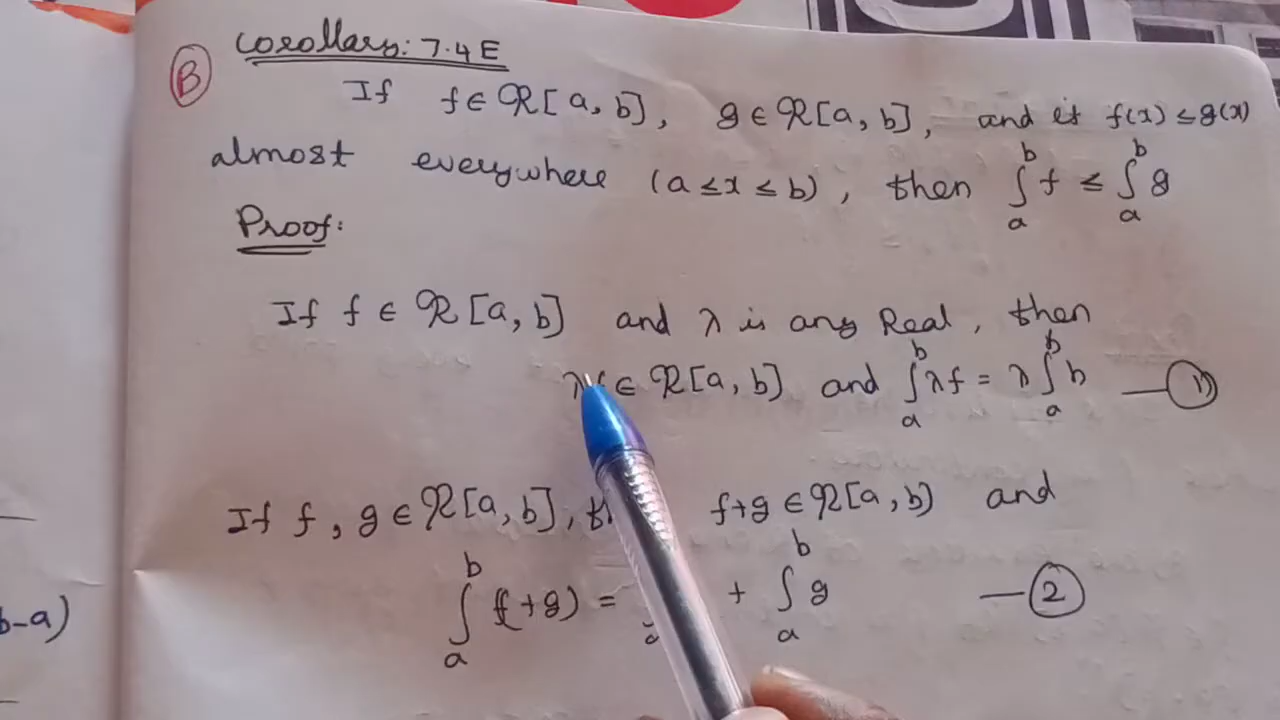 B Corollary: 7.4 E
If f ∈ R[a, b], g ∈ R[a, b], and if f(x) ≤ g(x)
almost everywhere (a ≤ x ≤ b), then ∫_a^b f ≤ ∫_a^b g
Proof:
If f ∈ R[a, b] and λ is any Real, then
λ ∈ R[a, b] and ∫_a^b λf = λ ∫_a^b b —(1)
If f, g ∈ R[a, b], f+g ∈ R[a, b) and
∫_a^b (f+g) = + ∫_a^b g —(2)
b-a)